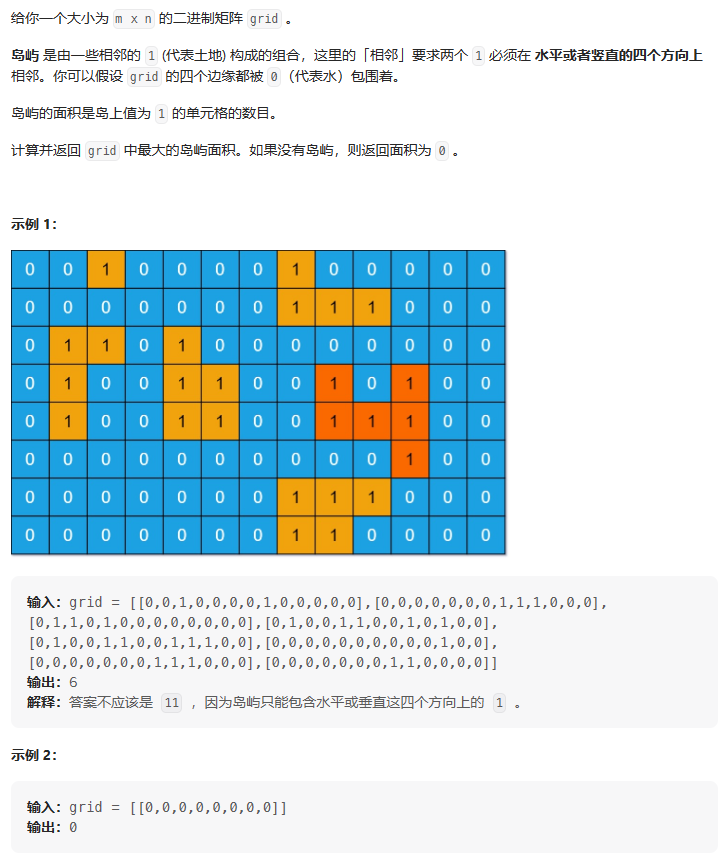 给你一个大小为 m x n 的二进制矩阵 grid 。
岛屿 是由一些相邻的 1 (代表土地) 构成的组合，这里的「相邻」要求两个 1 必须在 水平或者竖直的四个方向上
相邻。你可以假设 grid 的四个边缘都被 0（代表水）包围着。
岛屿的面积是岛上值为 1 的单元格的数目。
计算并返回 grid 中最大的岛屿面积。如果没有岛屿，则返回面积为 0 。
示例 1：
0 0 1 0 0 0 0 1 0 0 0 0 0
0 0 0 0 0 0 0 1 1 1 0 0 0
0 1 1 0 1 0 0 0 0 0 0 0 0
0 1 0 0 1 1 0 0 1 0 1 0 0
0 1 0 0 1 1 0 0 1 1 1 0 0
0 0 0 0 0 0 0 0 0 0 1 0 0
0 0 0 0 0 0 0 1 1 1 0 0 0
0 0 0 0 0 0 0 1 1 0 0 0 0
输入：grid = [[0,0,1,0,0,0,0,1,0,0,0,0,0],[0,0,0,0,0,0,0,1,1,1,0,0,0],
[0,1,1,0,1,0,0,0,0,0,0,0,0],[0,1,0,0,1,1,0,0,1,0,1,0,0],
[0,1,0,0,1,1,0,0,1,1,1,0,0],[0,0,0,0,0,0,0,0,0,0,1,0,0],
[0,0,0,0,0,0,0,1,1,1,0,0,0],[0,0,0,0,0,0,0,1,1,0,0,0,0]]
输出：6
解释：答案不应该是 11 ，因为岛屿只能包含水平或垂直这四个方向上的 1 。
示例 2：
输入：grid = [[0,0,0,0,0,0,0,0]]
输出：0